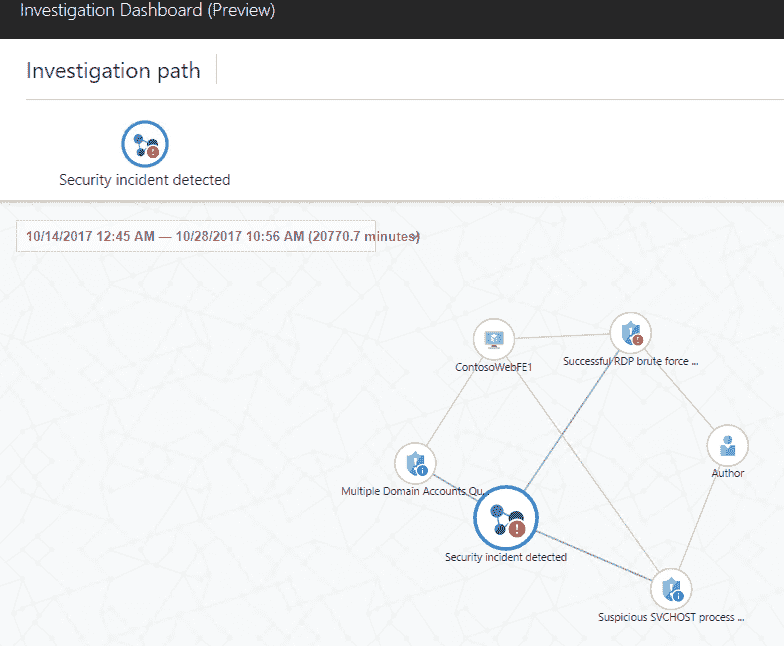 Investigation Dashboard (Preview)
Investigation path
Security incident detected
10/14/2017 12:45 AM — 10/28/2017 10:56 AM (20770.7 minutes)
ContosoWebFE1
Successful RDP brute force ...
Author
Multiple Domain Accounts Qu...
Security incident detected
Suspicious SVCHOST process ...